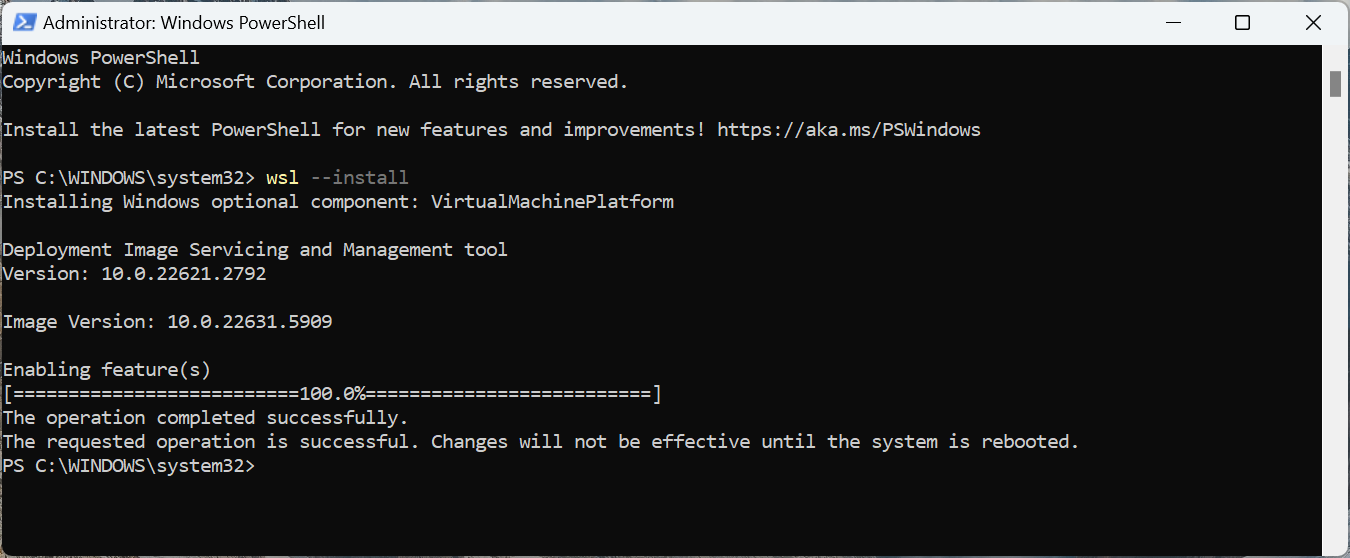 Administrator: Windows PowerShell
Windows PowerShell
Copyright (C) Microsoft Corporation. All rights reserved.
Install the latest PowerShell for new features and improvements! https://aka.ms/PSWindows
PS C:\WINDOWS\system32> wsl --install
Installing Windows optional component: VirtualMachinePlatform
Deployment Image Servicing and Management tool
Version: 10.0.22621.2792
Image Version: 10.0.22631.5909
Enabling feature(s)
[==========================100.0%==========================]
The operation completed successfully.
The requested operation is successful. Changes will not be effective until the system is rebooted.
PS C:\WINDOWS\system32>